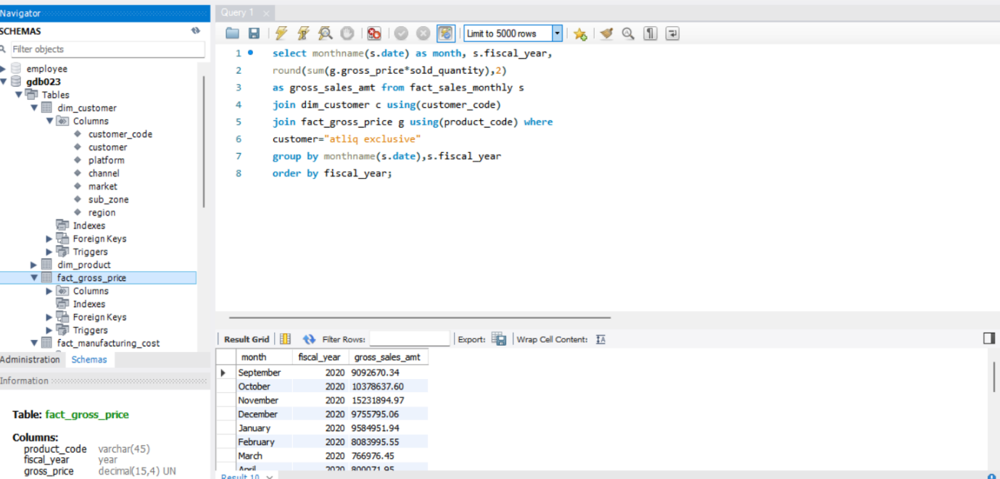 Navigator
SCHEMAS
Filter objects
employee
gdb023
Tables
dim_customer
Columns
customer_code
customer
platform
channel
market
sub_zone
region
Indexes
Foreign Keys
Triggers
dim_product
fact_gross_price
Columns
Indexes
Foreign Keys
Triggers
fact_manufacturing_cost
Administration Schemas
Information
Table: fact_gross_price
Columns:
product_code varchar(45)
fiscal_year year
gross_price decimal(15,4) UN
Query 1
Limit to 5000 rows
1 select monthname(s.date) as month, s.fiscal_year,
2 round(sum(g.gross_price*sold_quantity),2)
3 as gross_sales_amt from fact_sales_monthly s
4 join dim_customer c using(customer_code)
5 join fact_gross_price g using(product_code) where
6 customer="atliq exclusive"
7 group by monthname(s.date),s.fiscal_year
8 order by fiscal_year;
Result Grid Filter Rows: Export: Wrap Cell Content:
month fiscal_year gross_sales_amt
September 2020 9092670.34
October 2020 10378637.60
November 2020 15231894.97
December 2020 9755795.06
January 2020 9584951.94
February 2020 8083995.55
March 2020 766976.45
April 2020 800071.95
Result 10